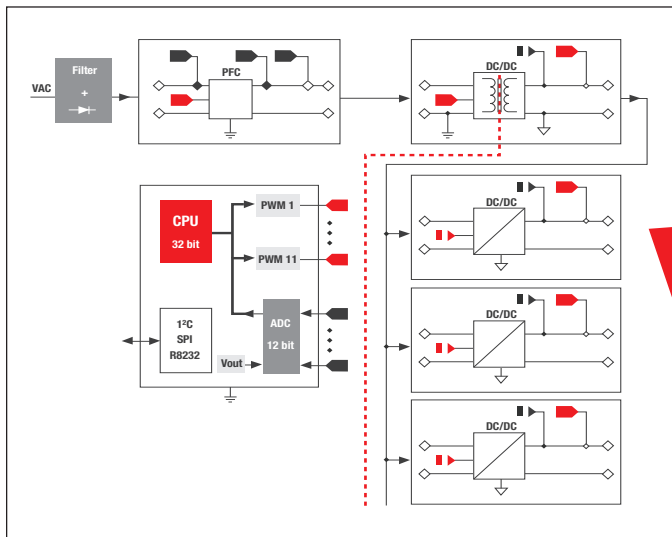 VAC
Filter
+
PFC
DC/DC
CPU
32 bit
PWM 1
PWM 11
ADC
12 bit
1²C
SPI
R8232
Vout
DC/DC
DC/DC
DC/DC